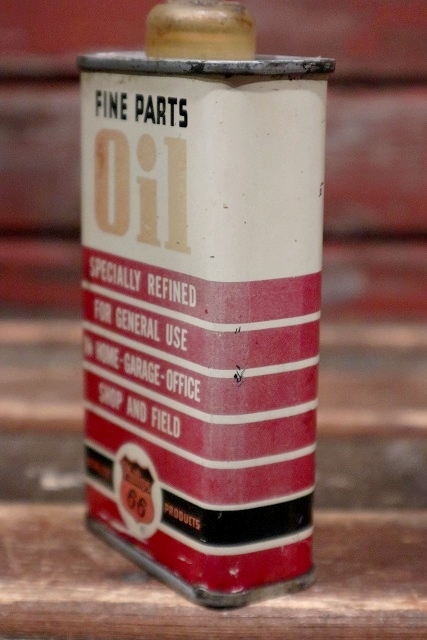 FINE PARTS
Oil
SPECIALLY REFINED
FOR GENERAL USE
IN HOME-GARAGE-OFFICE
SHOP AND FIELD
66
PRODUCTS